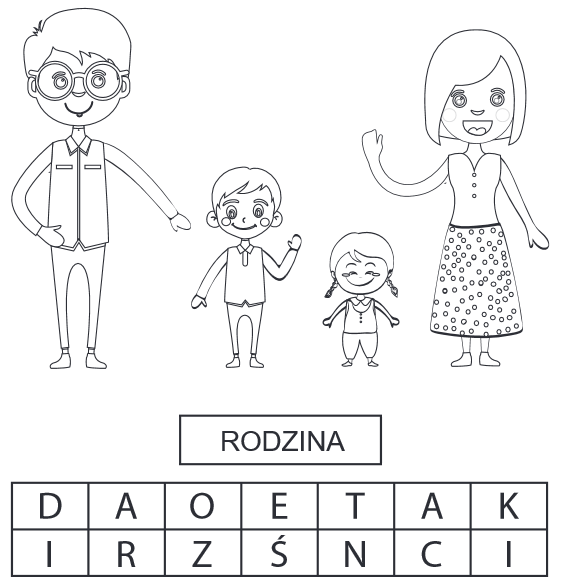 RODZINA
D A O E T A K
I R Z Ś N C I